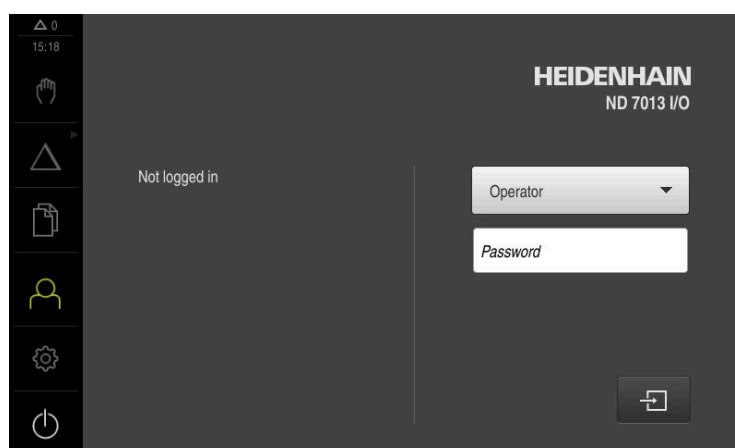 △ 0
15:18
HEIDENHAIN
ND 7013 I/O
Not logged in
Operator
Password